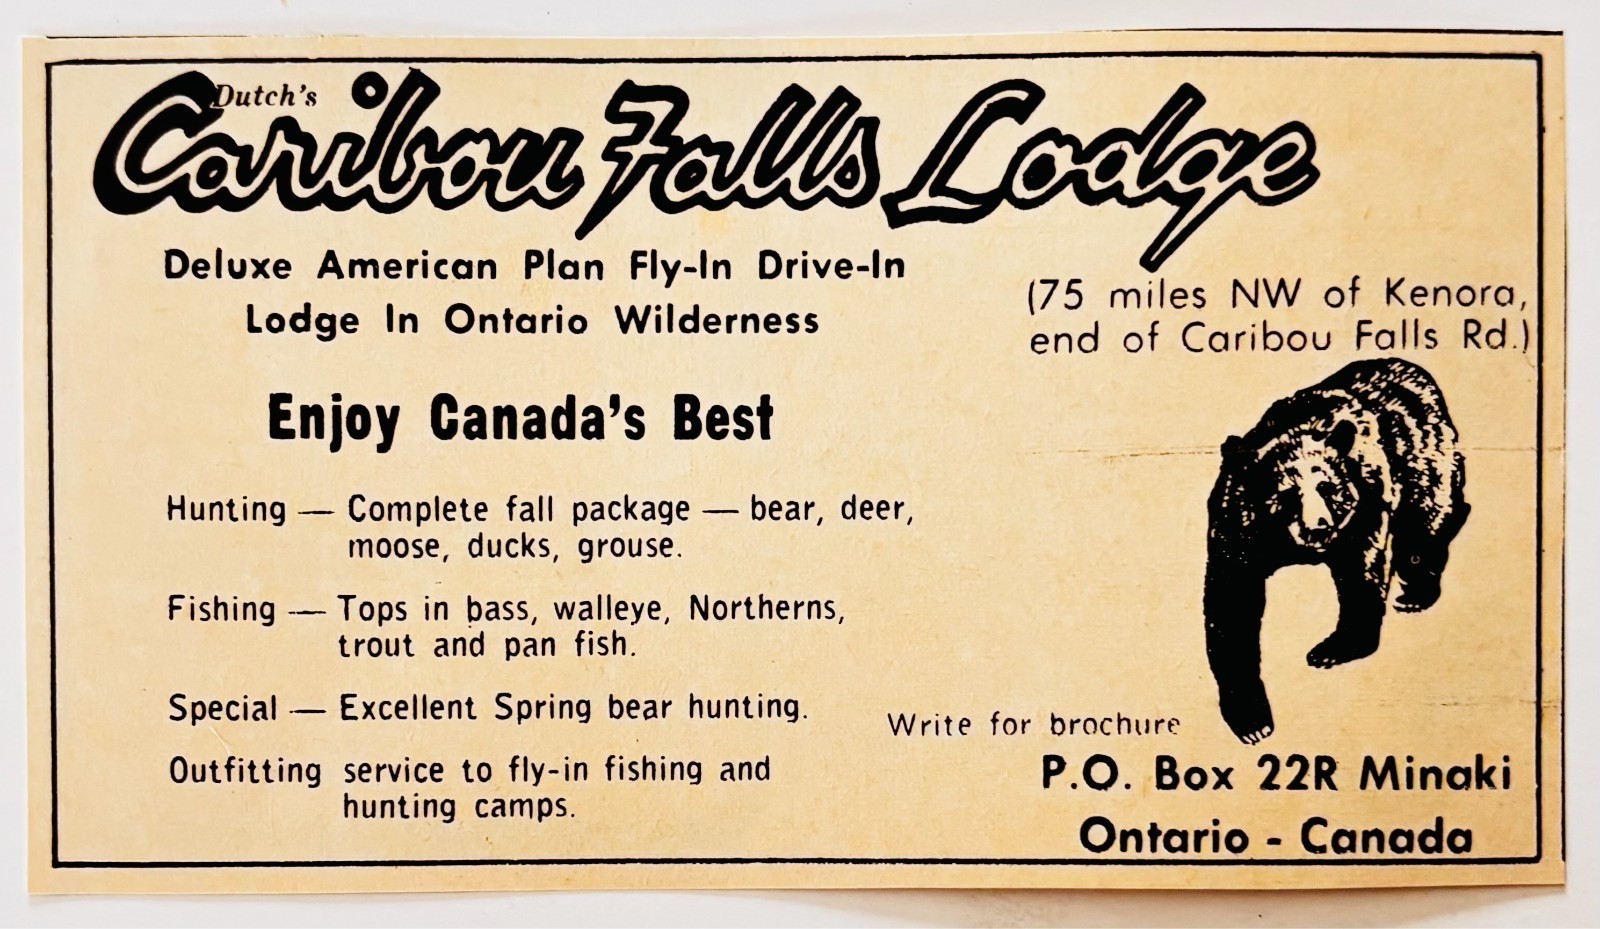 Dutch's
Caribou Falls Lodge
Deluxe American Plan Fly-In Drive-In
Lodge In Ontario Wilderness
(75 miles NW of Kenora,
end of Caribou Falls Rd.)
Enjoy Canada's Best
Hunting — Complete fall package — bear, deer,
moose, ducks, grouse.
Fishing — Tops in bass, walleye, Northerns,
trout and pan fish.
Special — Excellent Spring bear hunting.
Outfitting service to fly-in fishing and
hunting camps.
Write for brochure
P.O. Box 22R Minaki
Ontario - Canada